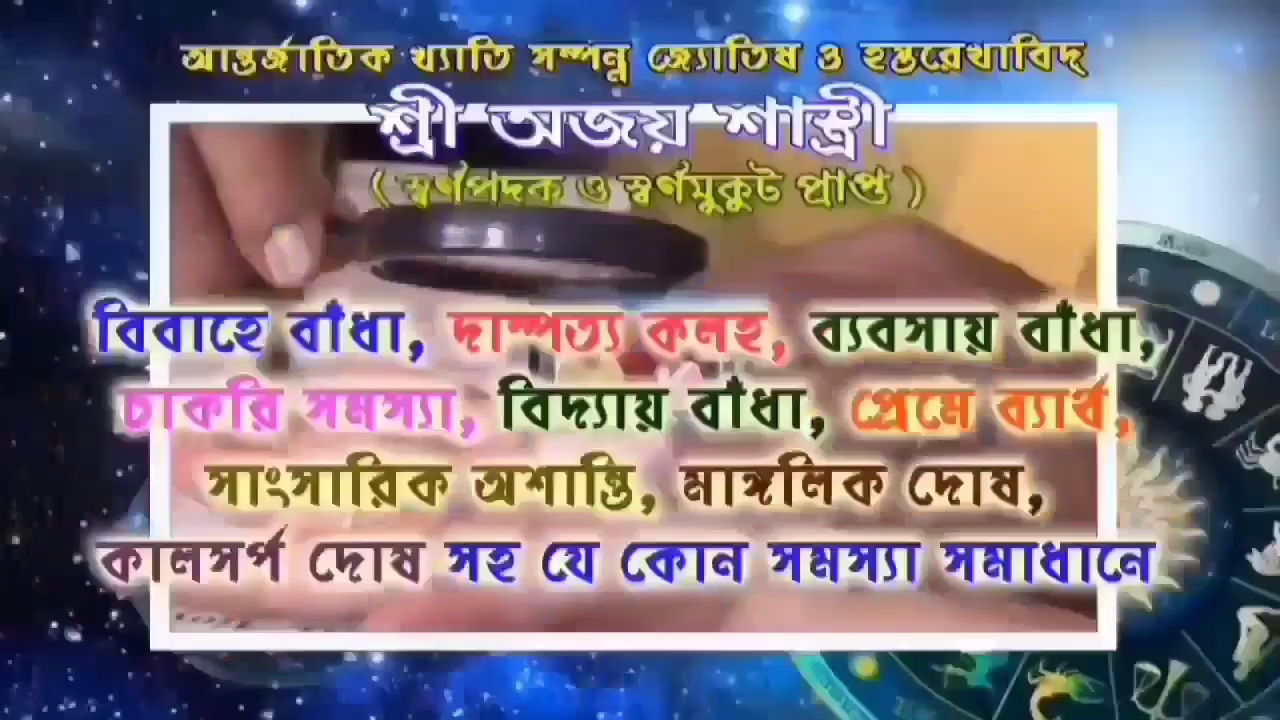 আন্তর্জাতিক খ্যাতি সম্পন্ন জ্যোতিষ ও হস্তরেখাবিদ্
শ্রী অজয় শাস্ত্রী
( স্বর্ণপদক ও স্বর্ণমুকুট প্রাপ্ত )
বিবাহে বাঁধা, দাম্পত্য কলহ, ব্যবসায় বাঁধা,
চাকরি সমস্যা, বিদ্যায় বাঁধা, প্রেমে ব্যার্থ,
সাংসারিক অশান্তি, মাঙ্গলিক দোষ,
কালসর্প দোষ সহ যে কোন সমস্যা সমাধানে